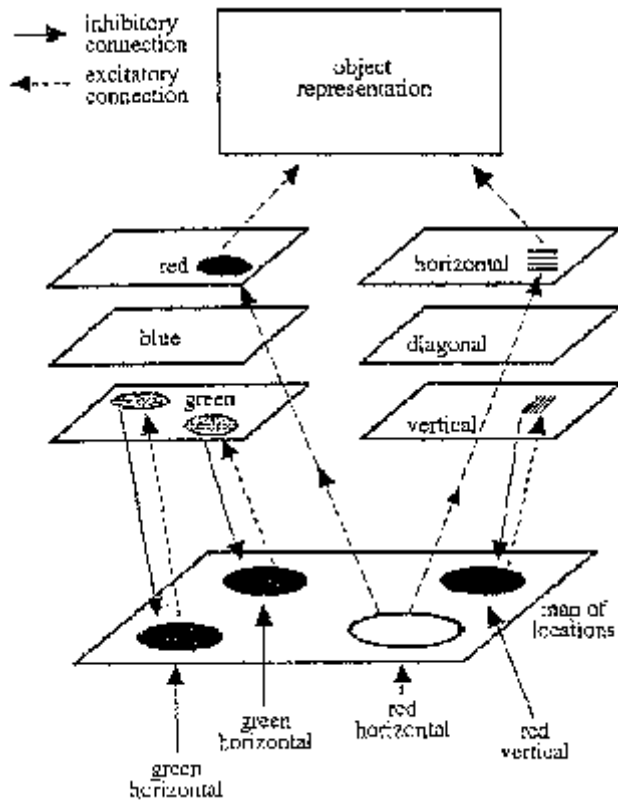 inhibitory
connection
excitatory
connection
object
representation
red
horizontal
blue
diagonal
green
vertical
map of
locations
green
horizontal
green
horizontal
red
horizontal
red
vertical